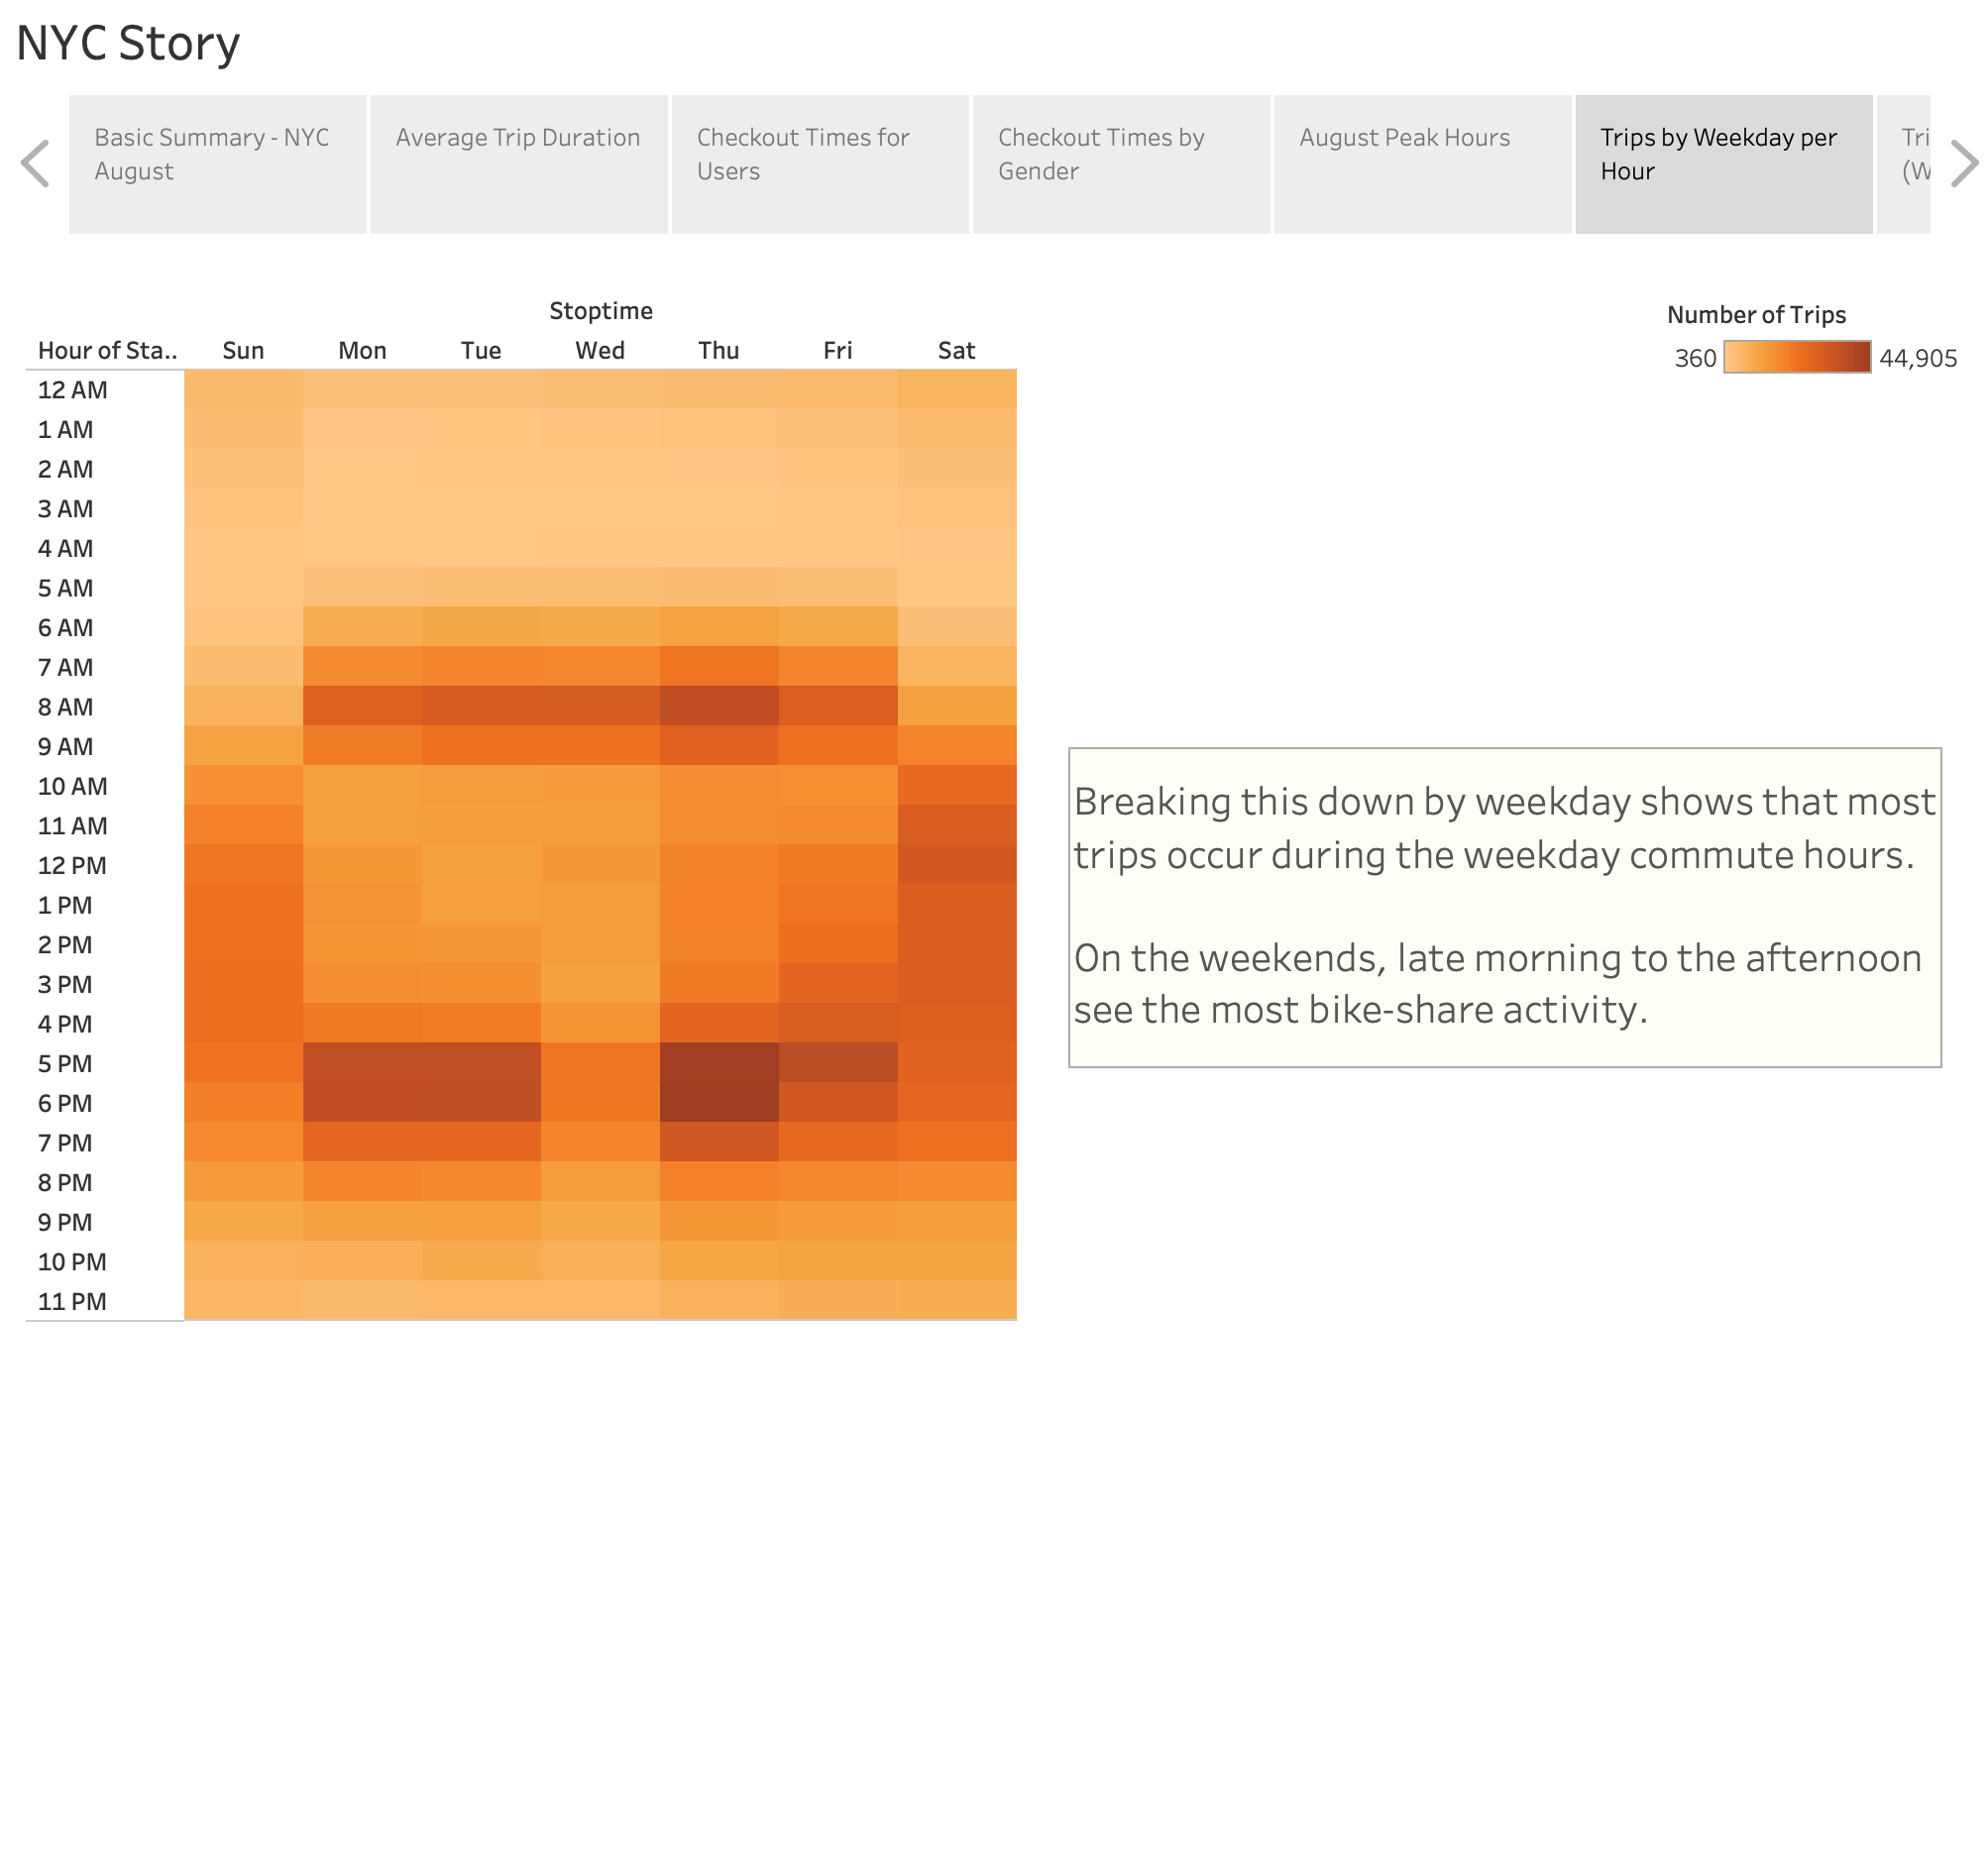 NYC Story
Basic Summary - NYC
August
Average Trip Duration
Checkout Times for
Users
Checkout Times by
Gender
August Peak Hours
Trips by Weekday per
Hour
Tri
(W
Stoptime
Hour of Sta.. Sun Mon Tue Wed Thu Fri Sat
Number of Trips
360 44,905
12 AM
1 AM
2 AM
3 AM
4 AM
5 AM
6 AM
7 AM
8 AM
9 AM
10 AM
11 AM
12 PM
1 PM
2 PM
3 PM
4 PM
5 PM
6 PM
7 PM
8 PM
9 PM
10 PM
11 PM
Breaking this down by weekday shows that most
trips occur during the weekday commute hours.
On the weekends, late morning to the afternoon
see the most bike-share activity.